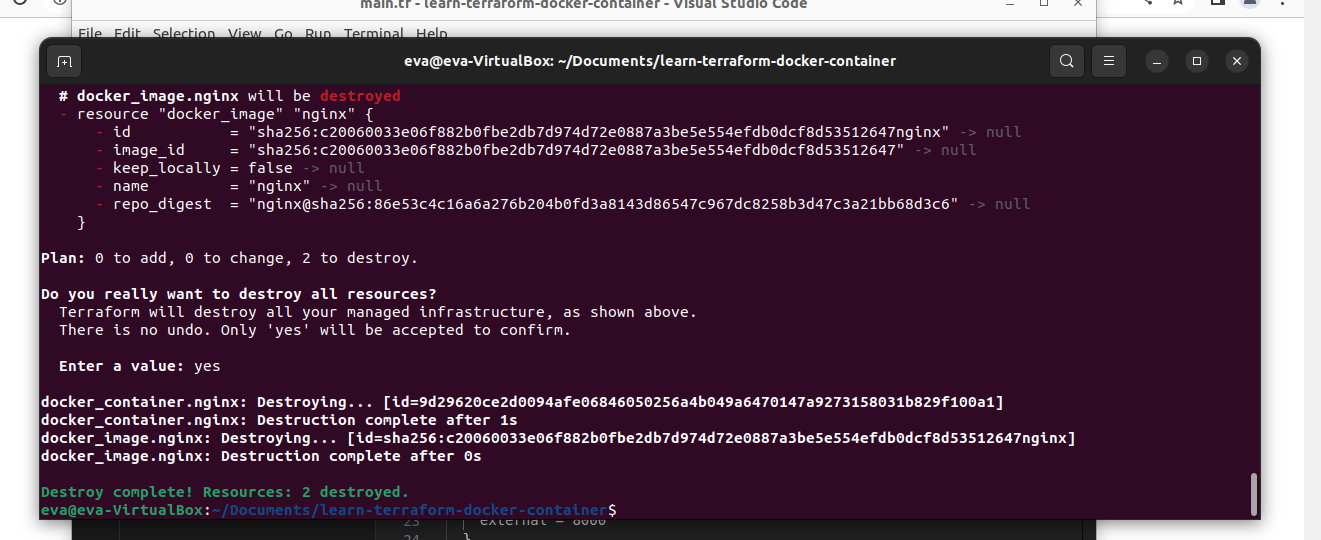 main.tf - learn-terraform-docker-container - Visual Studio Code
File Edit Selection View Go Run Terminal Help
eva@eva-VirtualBox: ~/Documents/learn-terraform-docker-container
# docker_image.nginx will be destroyed
- resource "docker_image" "nginx" {
- id = "sha256:c20060033e06f882b0fbe2db7d974d72e0887a3be5e554efdb0dcf8d53512647nginx" -> null
- image_id = "sha256:c20060033e06f882b0fbe2db7d974d72e0887a3be5e554efdb0dcf8d53512647" -> null
- keep_locally = false -> null
- name = "nginx" -> null
- repo_digest = "nginx@sha256:86e53c4c16a6a276b204b0fd3a8143d86547c967dc8258b3d47c3a21bb68d3c6" -> null
}
Plan: 0 to add, 0 to change, 2 to destroy.
Do you really want to destroy all resources?
Terraform will destroy all your managed infrastructure, as shown above.
There is no undo. Only 'yes' will be accepted to confirm.
Enter a value: yes
docker_container.nginx: Destroying... [id=9d29620ce2d0094afe06846050256a4b049a6470147a9273158031b829f100a1]
docker_container.nginx: Destruction complete after 1s
docker_image.nginx: Destroying... [id=sha256:c20060033e06f882b0fbe2db7d974d72e0887a3be5e554efdb0dcf8d53512647nginx]
docker_image.nginx: Destruction complete after 0s
Destroy complete! Resources: 2 destroyed.
eva@eva-VirtualBox:~/Documents/learn-terraform-docker-container$
23 external = 8000
24 }